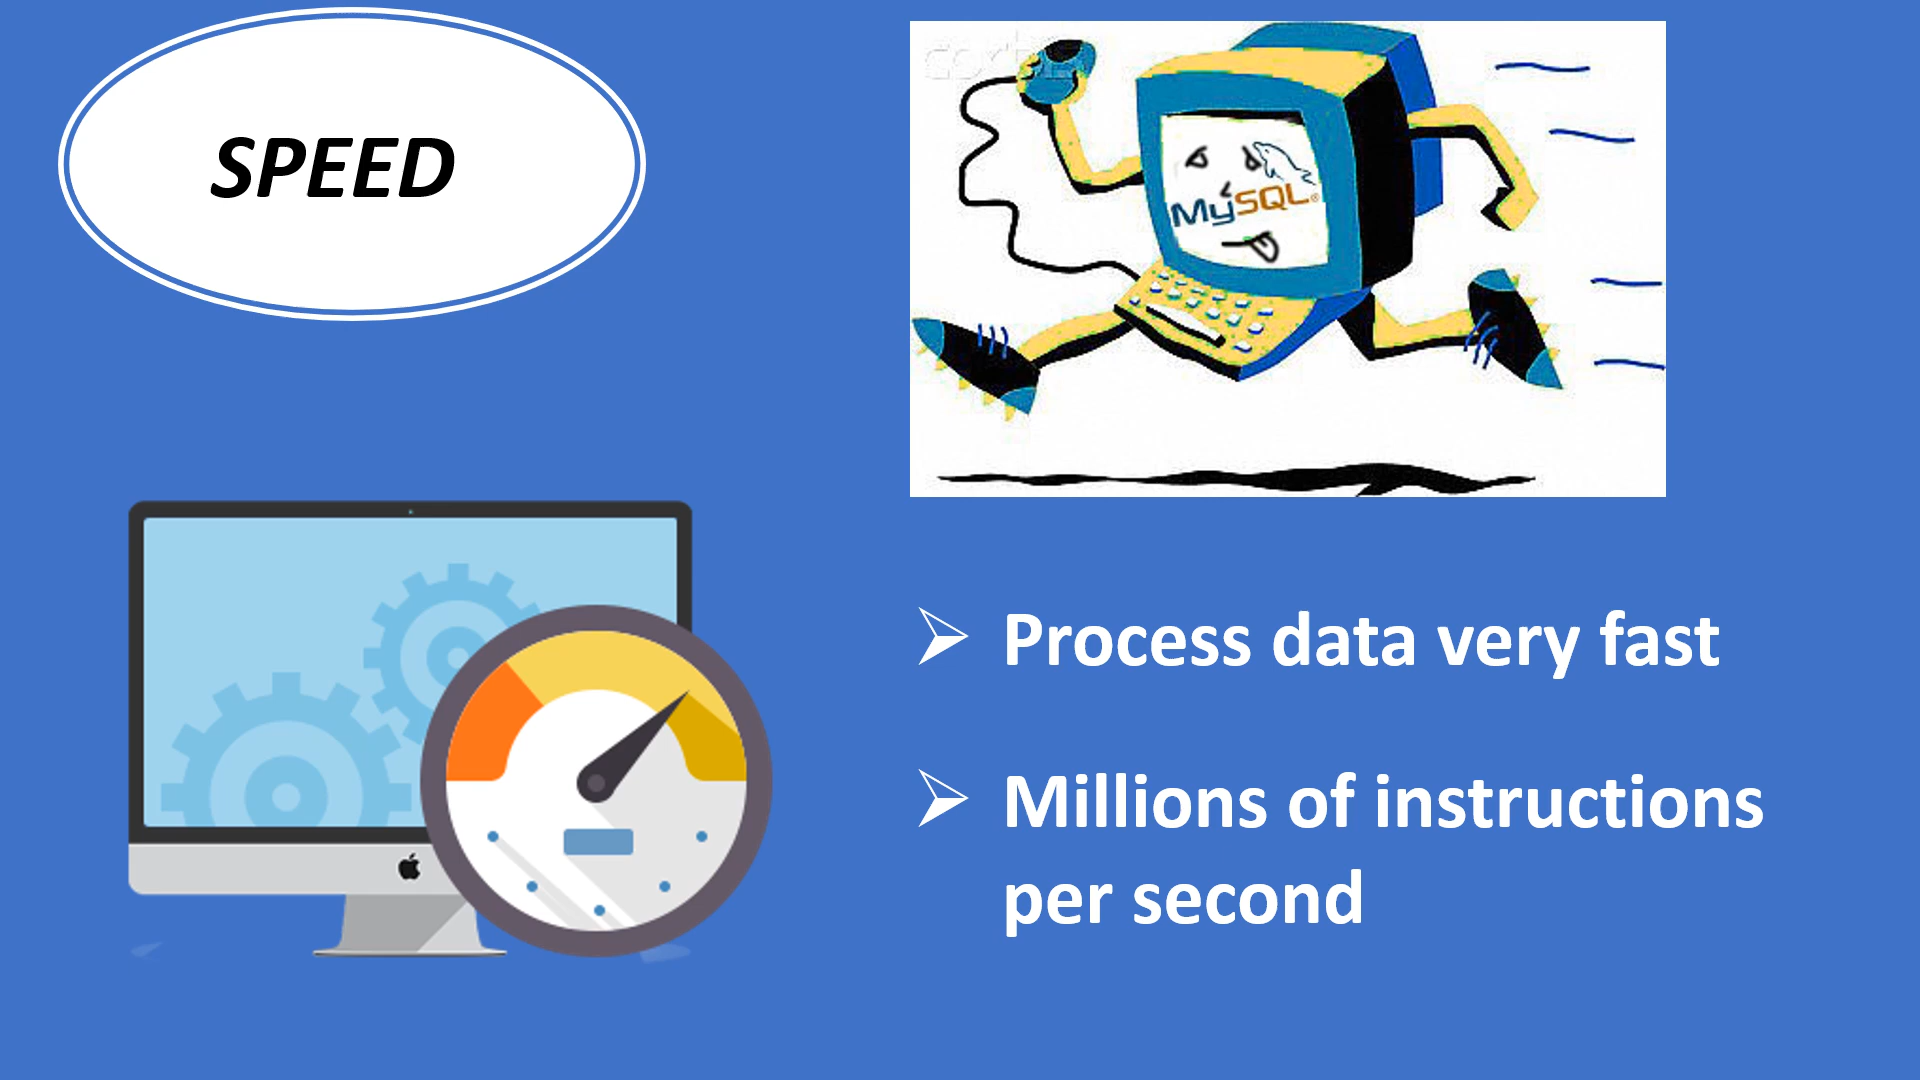 SPEED
MySQL®
Process data very fast
Millions of instructions
per second